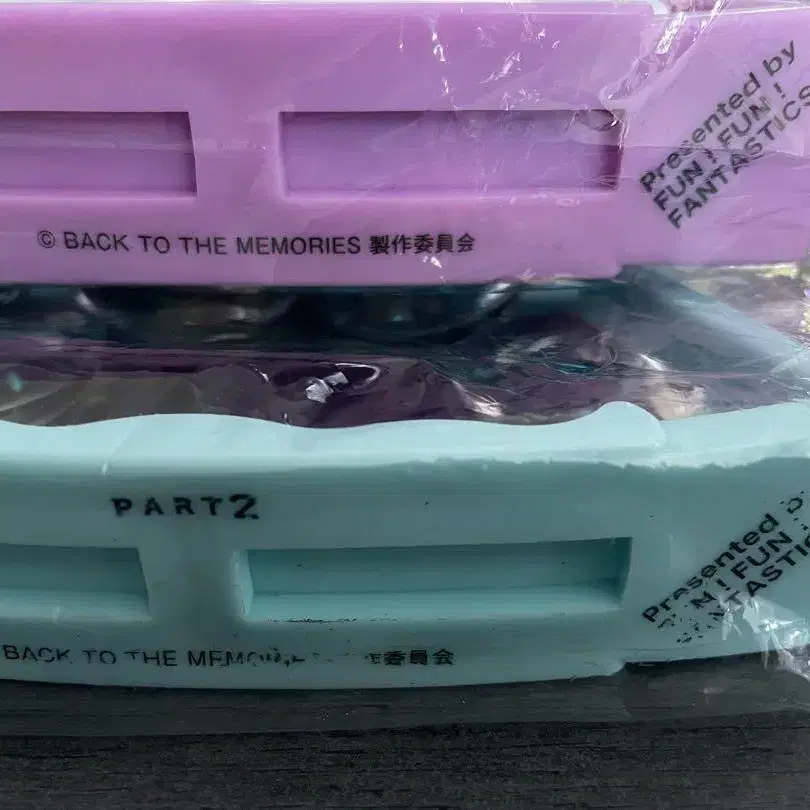 Presented by
FUN! FUN!
FANTASTICS
© BACK TO THE MEMORIES 製作委員会
PART2
Presented
FUN
BACK TO THE 委員会